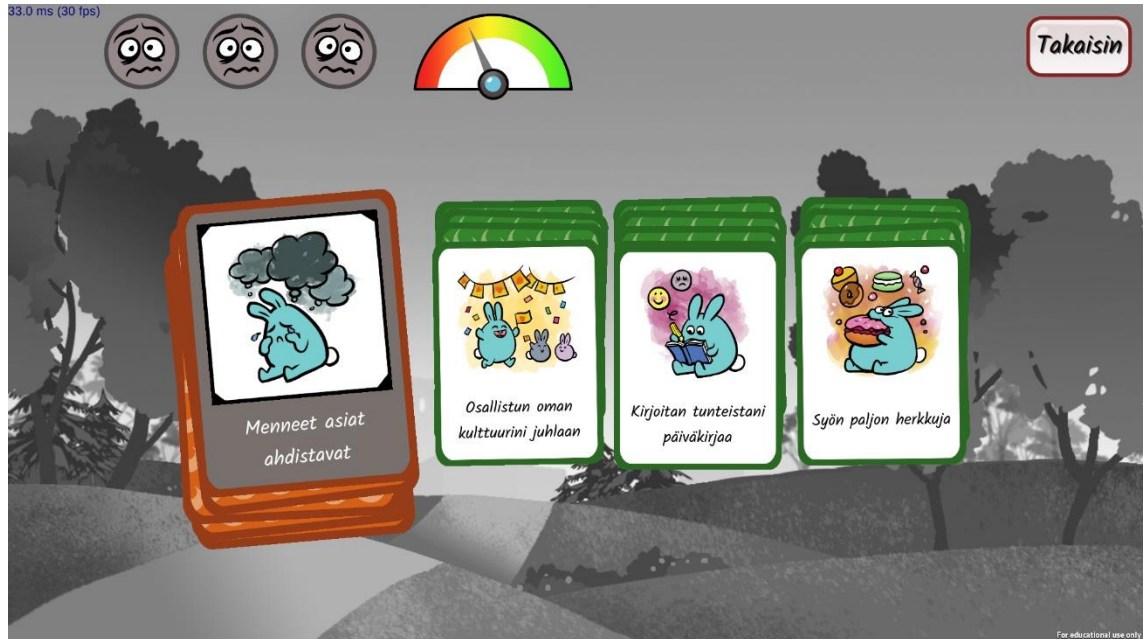 33.0 ms (30 fps)
Takaisin
Menneet asiat
ahdistavat
Osallistun oman
kulttuurini juhlaan
Kirjoitan tunteistani
päiväkirjaa
Syön paljon herkkuja
For educational use only